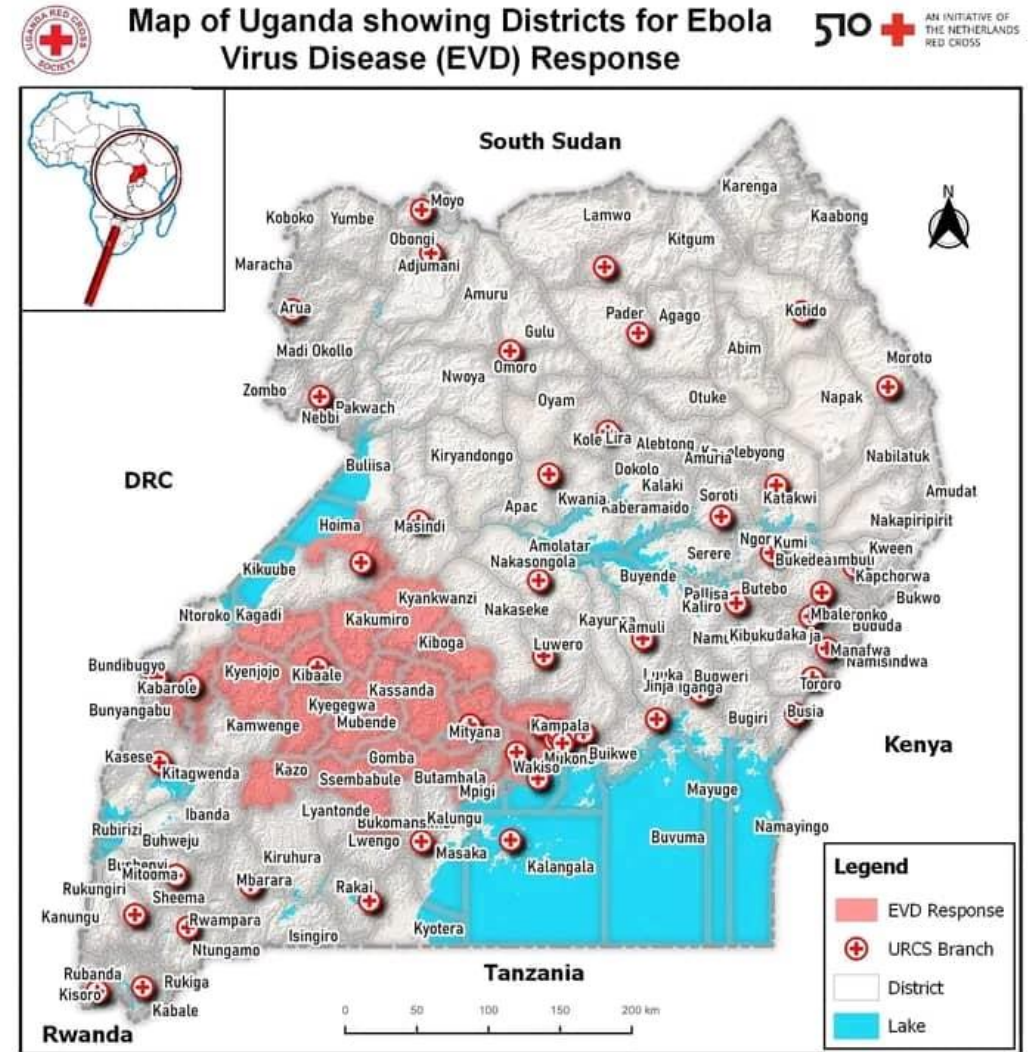 UGANDA RED CROSS
SOCIETY
Map of Uganda showing Districts for Ebola
Virus Disease (EVD) Response
510
AN INITIATIVE OF
THE NETHERLANDS
RED CROSS
South Sudan
N
Karenga
Moyo
Koboko Yumbe
Lamwo
Kaabong
Obongi
Kitgum
Maracha
Adjumani
Amuru
Arua
Pader Agago
Kotido
Gulu
Madi Okollo
Abim
Omoro
Moroto
Nwoya
Zombo
Oyam
Otuke
Napak
Nebbi
Pakwach
Kole Lira Alebtong
Kiryandongo
Amuria
Nabilatuk
Buliisa
Dokolo
DRC
Kalaki
Kwania
Soroti Katakwi
Amudat
Apac
Hoima
Masindi
Nakapiripirit
Amolatar
Kumi
Kween
Nakasongola
Serere
Kikuube
Buyende
Kapchorwa
Butebo
Kyankwanzi
Pallisa
Bukwo
Ntoroko Kagadi
Nakaseke
Kaliro
Kakumiro
Kiboga
Kamuli
Luwero
Manafwa
Bundibugyo
Namisindwa
Kyenjojo
Kibaale
Kabarole
Tororo
Kassanda
Jinja
Bunyangabu
Kyegegwa
Kamwenge
Mubende
Mityana
Kampala
Bugiri
Busia
Buikwe
Kenya
Kasese
Gomba
Wakiso
Kitagwenda
Kazo
Ssembabule
Butambala
Mpigi
Mayuge
Ibanda
Lyantonde
Kalungu
Rubirizi
Namayingo
Buhweju
Lwengo
Masaka
Buvuma
Kiruhura
Kalangala
Legend
Mitooma
Rukungiri
Mbarara
Rakai
Sheema
Kanungu
EVD Response
Rwampara
Kyotera
Isingiro
Ntungamo
URCS Branch
Rubanda
Tanzania
Kisoro
Rukiga
District
Kabale
0 50 100 150 200 km
Lake
Rwanda